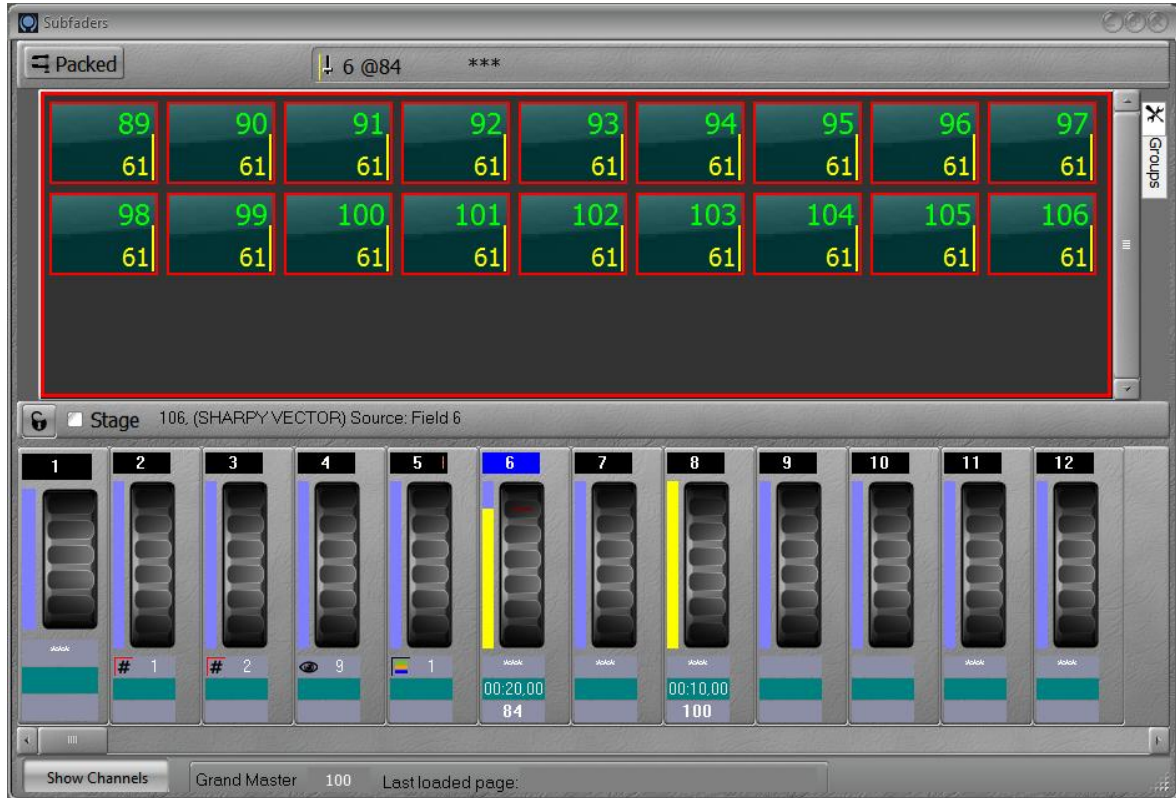 Subfaders
Packed 6 @84 ***
89 90 91 92 93 94 95 96 97
61 61 61 61 61 61 61 61 61
98 99 100 101 102 103 104 105 106
61 61 61 61 61 61 61 61 61
Groups
Stage 106, (SHARPY VECTOR) Source: Field 6
1 2 3 4 5 6 7 8 9 10 11 12
*** *** *** *** *** ***
# 1 # 2 9 1
00:20,00 00:10,00
84 100
Show Channels Grand Master 100 Last loaded page: